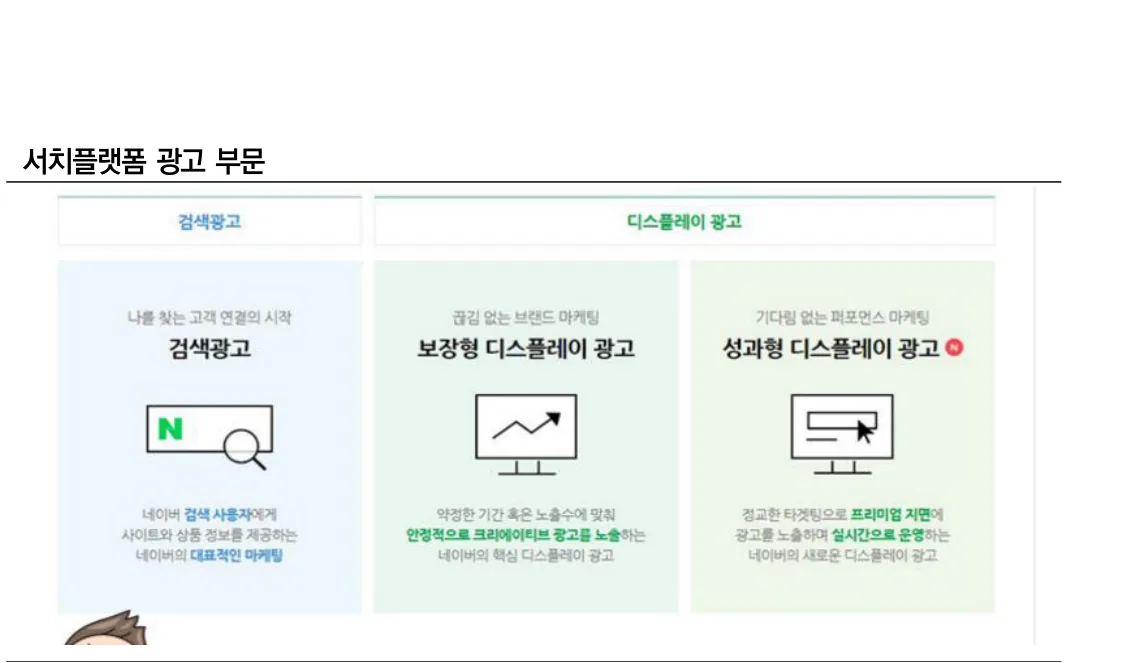 서치플랫폼 광고 부문
검색광고
디스플레이 광고
나를 찾는 고객 연결의 시작
검색광고
N
네이버 검색 사용자에게
사이트와 상품 정보를 제공하는
네이버의 대표적인 마케팅
끊김 없는 브랜드 마케팅
보장형 디스플레이 광고
약정한 기간 혹은 노출수에 맞춰
안정적으로 크리에이티브 광고를 노출하는
네이버의 핵심 디스플레이 광고
기다림 없는 퍼포먼스 마케팅
성과형 디스플레이 광고 N
정교한 타겟팅으로 프리미엄 지면에
광고를 노출하며 실시간으로 운영하는
네이버의 새로운 디스플레이 광고